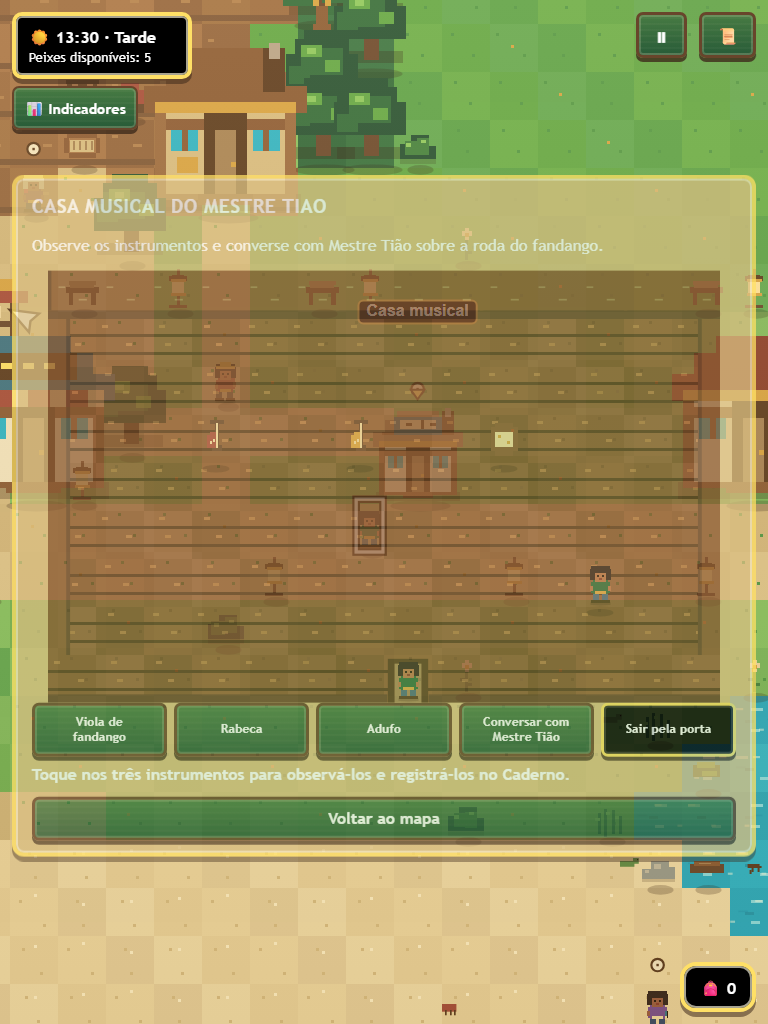 13:30 · Tarde
Peixes disponíveis: 5
Indicadores
CASA MUSICAL DO MESTRE TIAO
Observe os instrumentos e converse com Mestre Tião sobre a roda do fandango.
Casa musical
Viola de
fandango
Rabeca
Adufo
Conversar com
Mestre Tião
Sair pela porta
Toque nos três instrumentos para observá-los e registrá-los no Caderno.
Voltar ao mapa
0